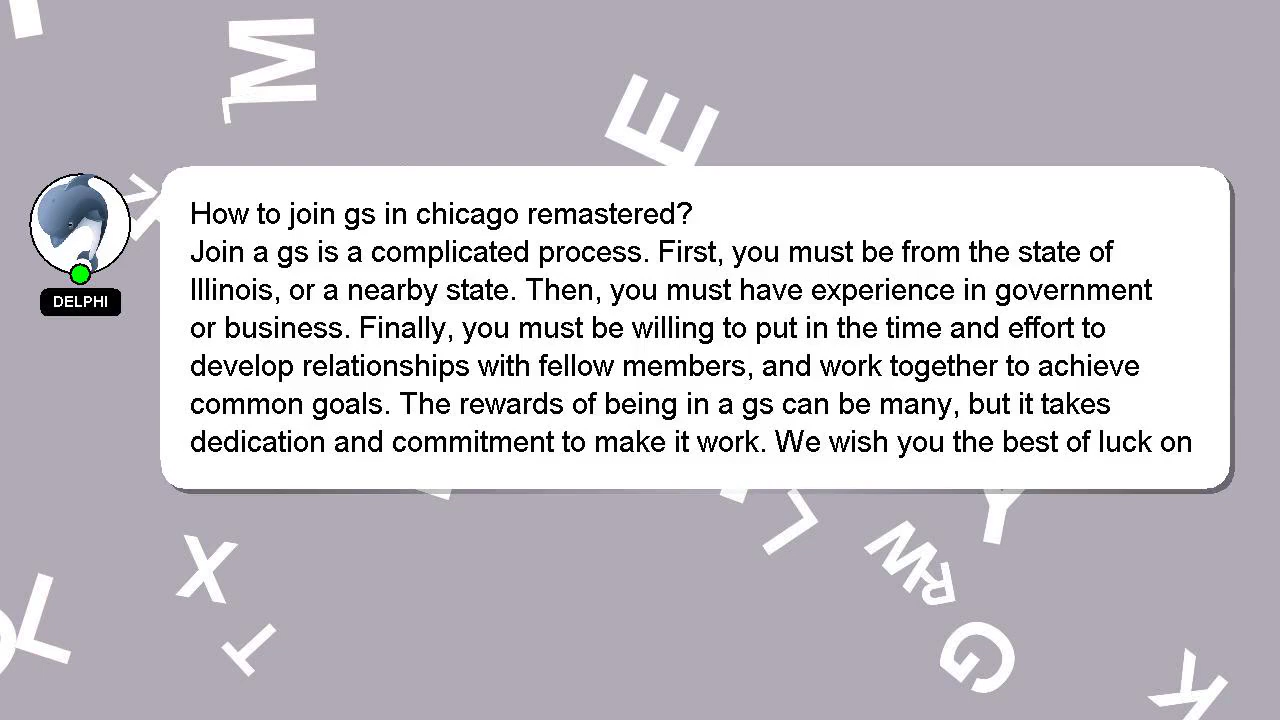 M
E
How to join gs in chicago remastered?
Join a gs is a complicated process. First, you must be from the state of
Illinois, or a nearby state. Then, you must have experience in government
or business. Finally, you must be willing to put in the time and effort to
develop relationships with fellow members, and work together to achieve
common goals. The rewards of being in a gs can be many, but it takes
dedication and commitment to make it work. We wish you the best of luck on
DELPHI
L
Y
X
W
R
T
G
K